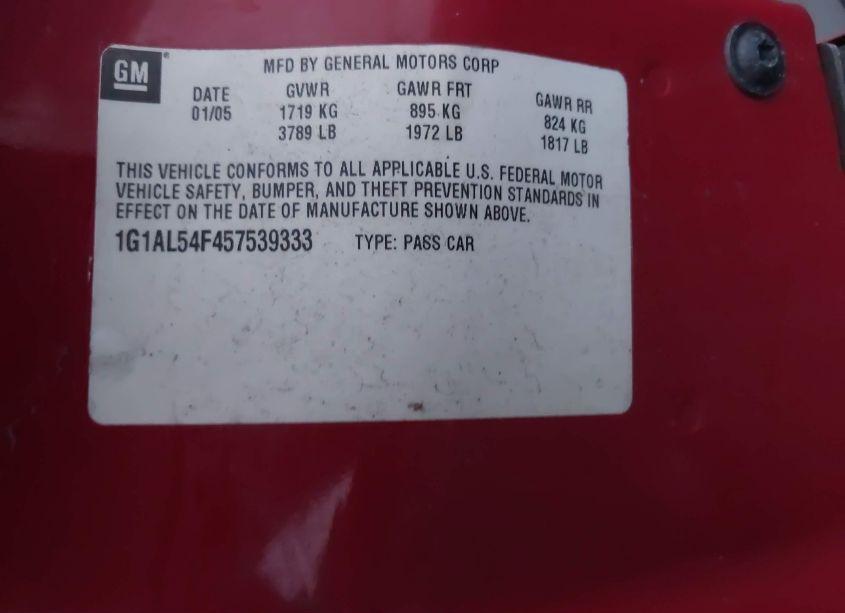 GM
MFD BY GENERAL MOTORS CORP
DATE GVWR GAWR FRT GAWR RR
01/05 1719 KG 895 KG 824 KG
3789 LB 1972 LB 1817 LB
THIS VEHICLE CONFORMS TO ALL APPLICABLE U.S. FEDERAL MOTOR
VEHICLE SAFETY, BUMPER, AND THEFT PREVENTION STANDARDS IN
EFFECT ON THE DATE OF MANUFACTURE SHOWN ABOVE.
1G1AL54F457539333 TYPE: PASS CAR